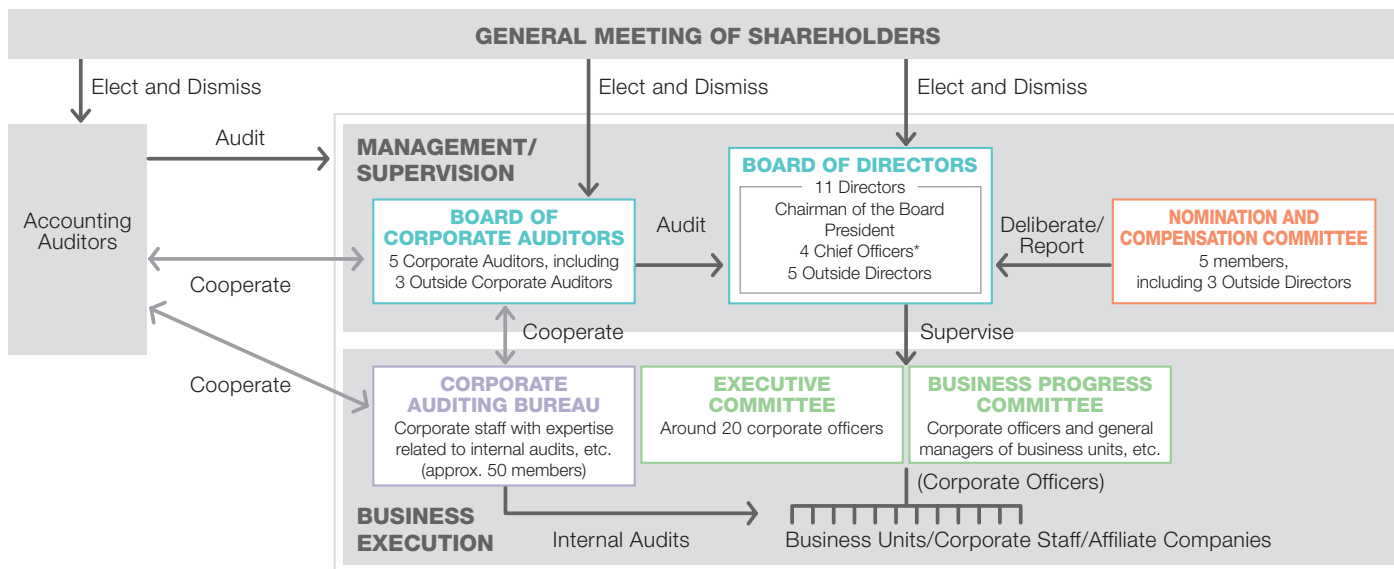 GENERAL MEETING OF SHAREHOLDERS
Elect and Dismiss
Elect and Dismiss
Elect and Dismiss
Accounting
Auditors
Audit
Cooperate
Cooperate
MANAGEMENT/
SUPERVISION
BOARD OF
CORPORATE AUDITORS
5 Corporate Auditors, including
3 Outside Corporate Auditors
Audit
BOARD OF DIRECTORS
11 Directors
Chairman of the Board
President
4 Chief Officers*
5 Outside Directors
Deliberate/
Report
NOMINATION AND
COMPENSATION COMMITTEE
5 members,
including 3 Outside Directors
Cooperate
Supervise
CORPORATE
AUDITING BUREAU
Corporate staff with expertise
related to internal audits, etc.
(approx. 50 members)
EXECUTIVE
COMMITTEE
Around 20 corporate officers
BUSINESS PROGRESS
COMMITTEE
Corporate officers and general
managers of business units, etc.
(Corporate Officers)
BUSINESS
EXECUTION
Internal Audits
Business Units/Corporate Staff/Affiliate Companies